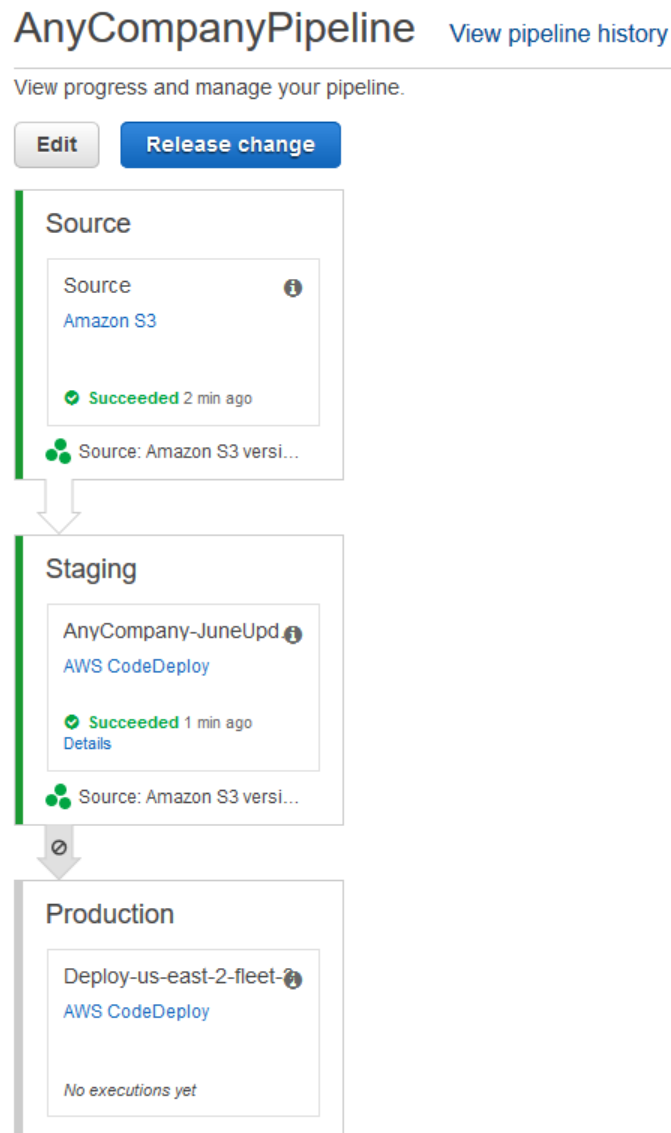 AnyCompanyPipeline View pipeline history
View progress and manage your pipeline.
Edit Release change
Source
Source
Amazon S3
Succeeded 2 min ago
Source: Amazon S3 versi...
Staging
AnyCompany-JuneUpd.
AWS CodeDeploy
Succeeded 1 min ago
Details
Source: Amazon S3 versi...
Production
Deploy-us-east-2-fleet-
AWS CodeDeploy
No executions yet